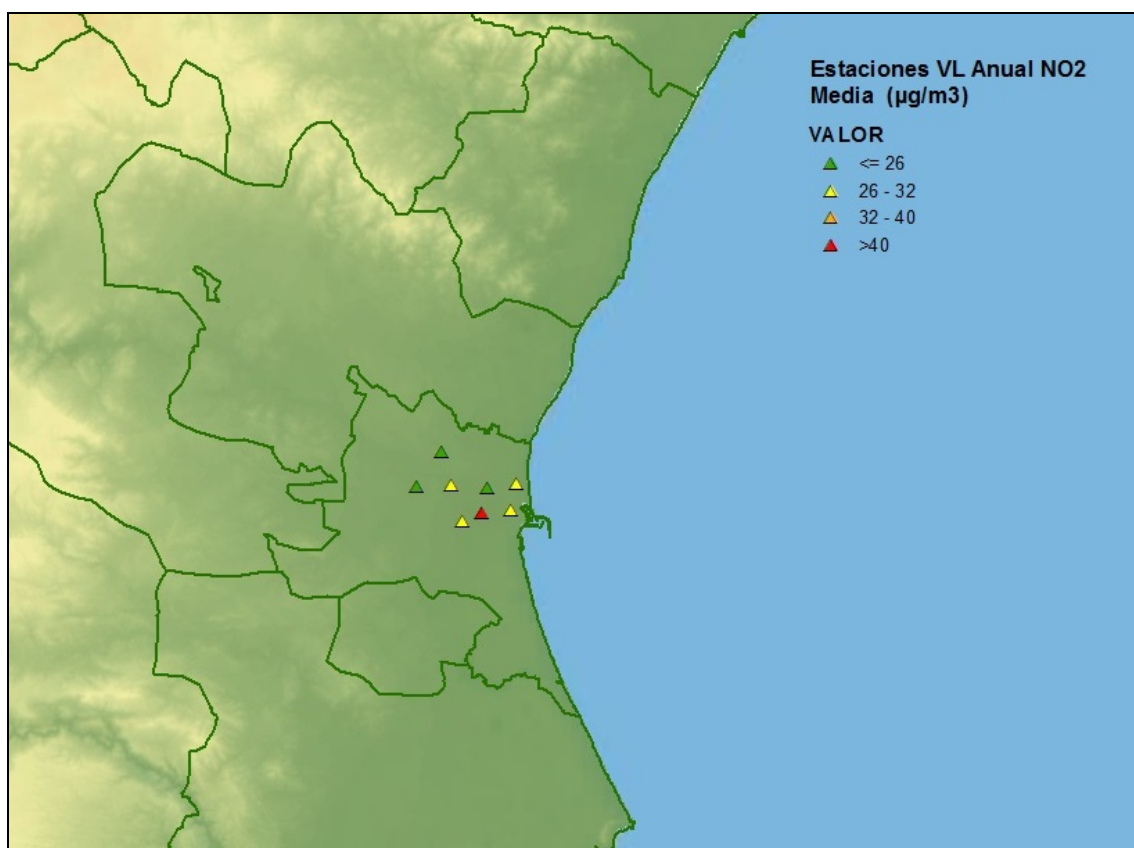 Estaciones VL Anual NO2
Media (µg/m3)
VALOR
<= 26
26 - 32
32 - 40
>40